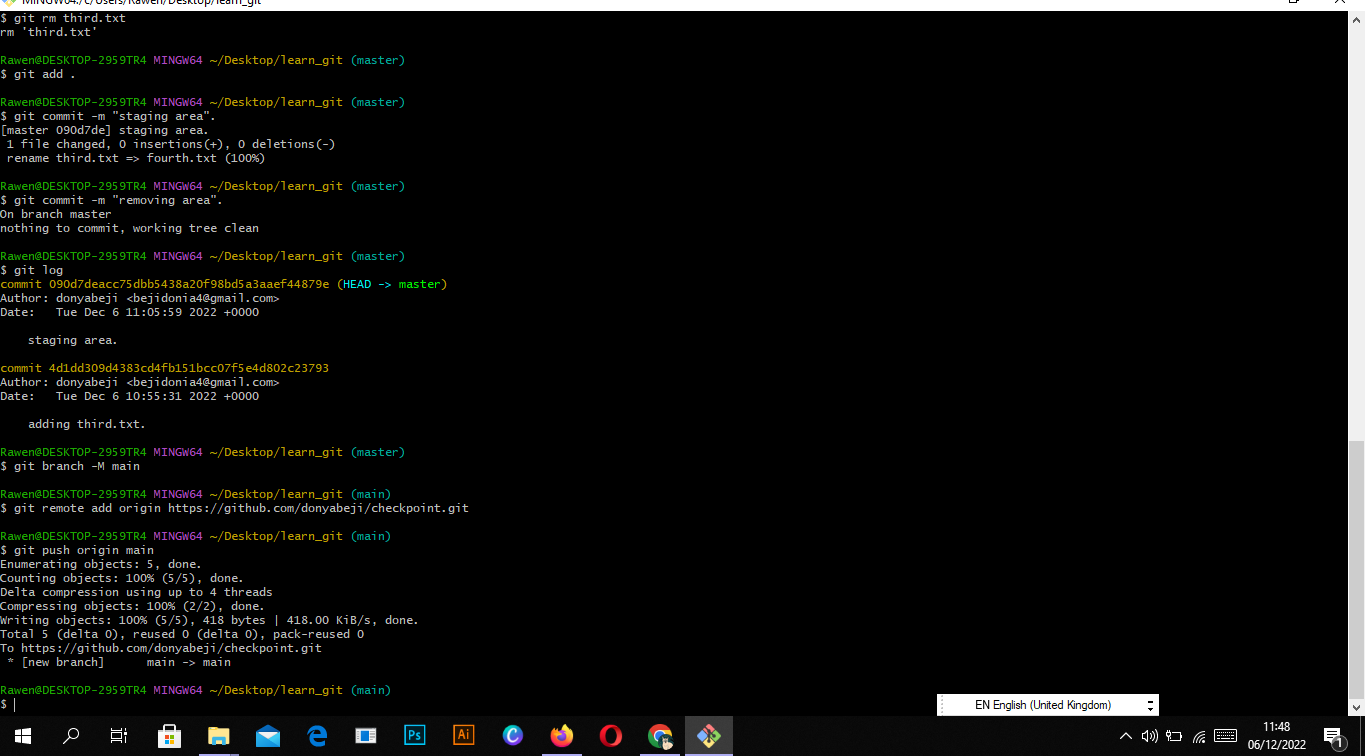 MINGW64:/c/Users/Rawen/Desktop/learn_git
$ git rm third.txt
rm 'third.txt'
Rawen@DESKTOP-2959TR4 MINGW64 ~/Desktop/learn_git (master)
$ git add .
Rawen@DESKTOP-2959TR4 MINGW64 ~/Desktop/learn_git (master)
$ git commit -m "staging area".
[master 090d7de] staging area.
1 file changed, 0 insertions(+), 0 deletions(-)
rename third.txt => fourth.txt (100%)
Rawen@DESKTOP-2959TR4 MINGW64 ~/Desktop/learn_git (master)
$ git commit -m "removing area".
On branch master
nothing to commit, working tree clean
Rawen@DESKTOP-2959TR4 MINGW64 ~/Desktop/learn_git (master)
$ git log
commit 090d7deacc75dbb5438a20f98bd5a3aaef44879e (HEAD -> master)
Author: donyabeji <bejidonia4@gmail.com>
Date:   Tue Dec 6 11:05:59 2022 +0000
staging area.
commit 4d1dd309d4383cd4fb151bcc07f5e4d802c23793
Author: donyabeji <bejidonia4@gmail.com>
Date:   Tue Dec 6 10:55:31 2022 +0000
adding third.txt.
Rawen@DESKTOP-2959TR4 MINGW64 ~/Desktop/learn_git (master)
$ git branch -M main
Rawen@DESKTOP-2959TR4 MINGW64 ~/Desktop/learn_git (main)
$ git remote add origin https://github.com/donyabeji/checkpoint.git
Rawen@DESKTOP-2959TR4 MINGW64 ~/Desktop/learn_git (main)
$ git push origin main
Enumerating objects: 5, done.
Counting objects: 100% (5/5), done.
Delta compression using up to 4 threads
Compressing objects: 100% (2/2), done.
Writing objects: 100% (5/5), 418 bytes | 418.00 KiB/s, done.
Total 5 (delta 0), reused 0 (delta 0), pack-reused 0
To https://github.com/donyabeji/checkpoint.git
* [new branch]      main -> main
Rawen@DESKTOP-2959TR4 MINGW64 ~/Desktop/learn_git (main)
$
EN English (United Kingdom)
Ps
Ai
11:48
06/12/2022
1